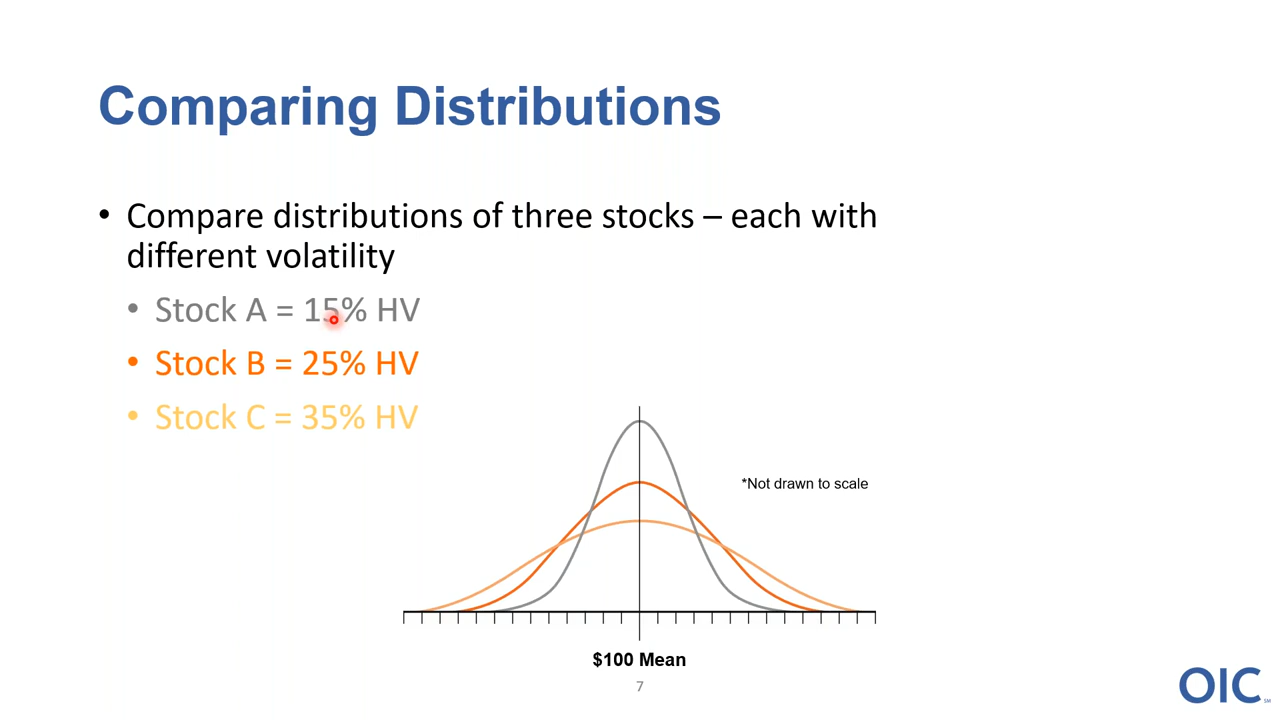 Comparing Distributions
• Compare distributions of three stocks – each with
different volatility
• Stock A = 15% HV
• Stock B = 25% HV
• Stock C = 35% HV
*Not drawn to scale
$100 Mean
7
OIC SM